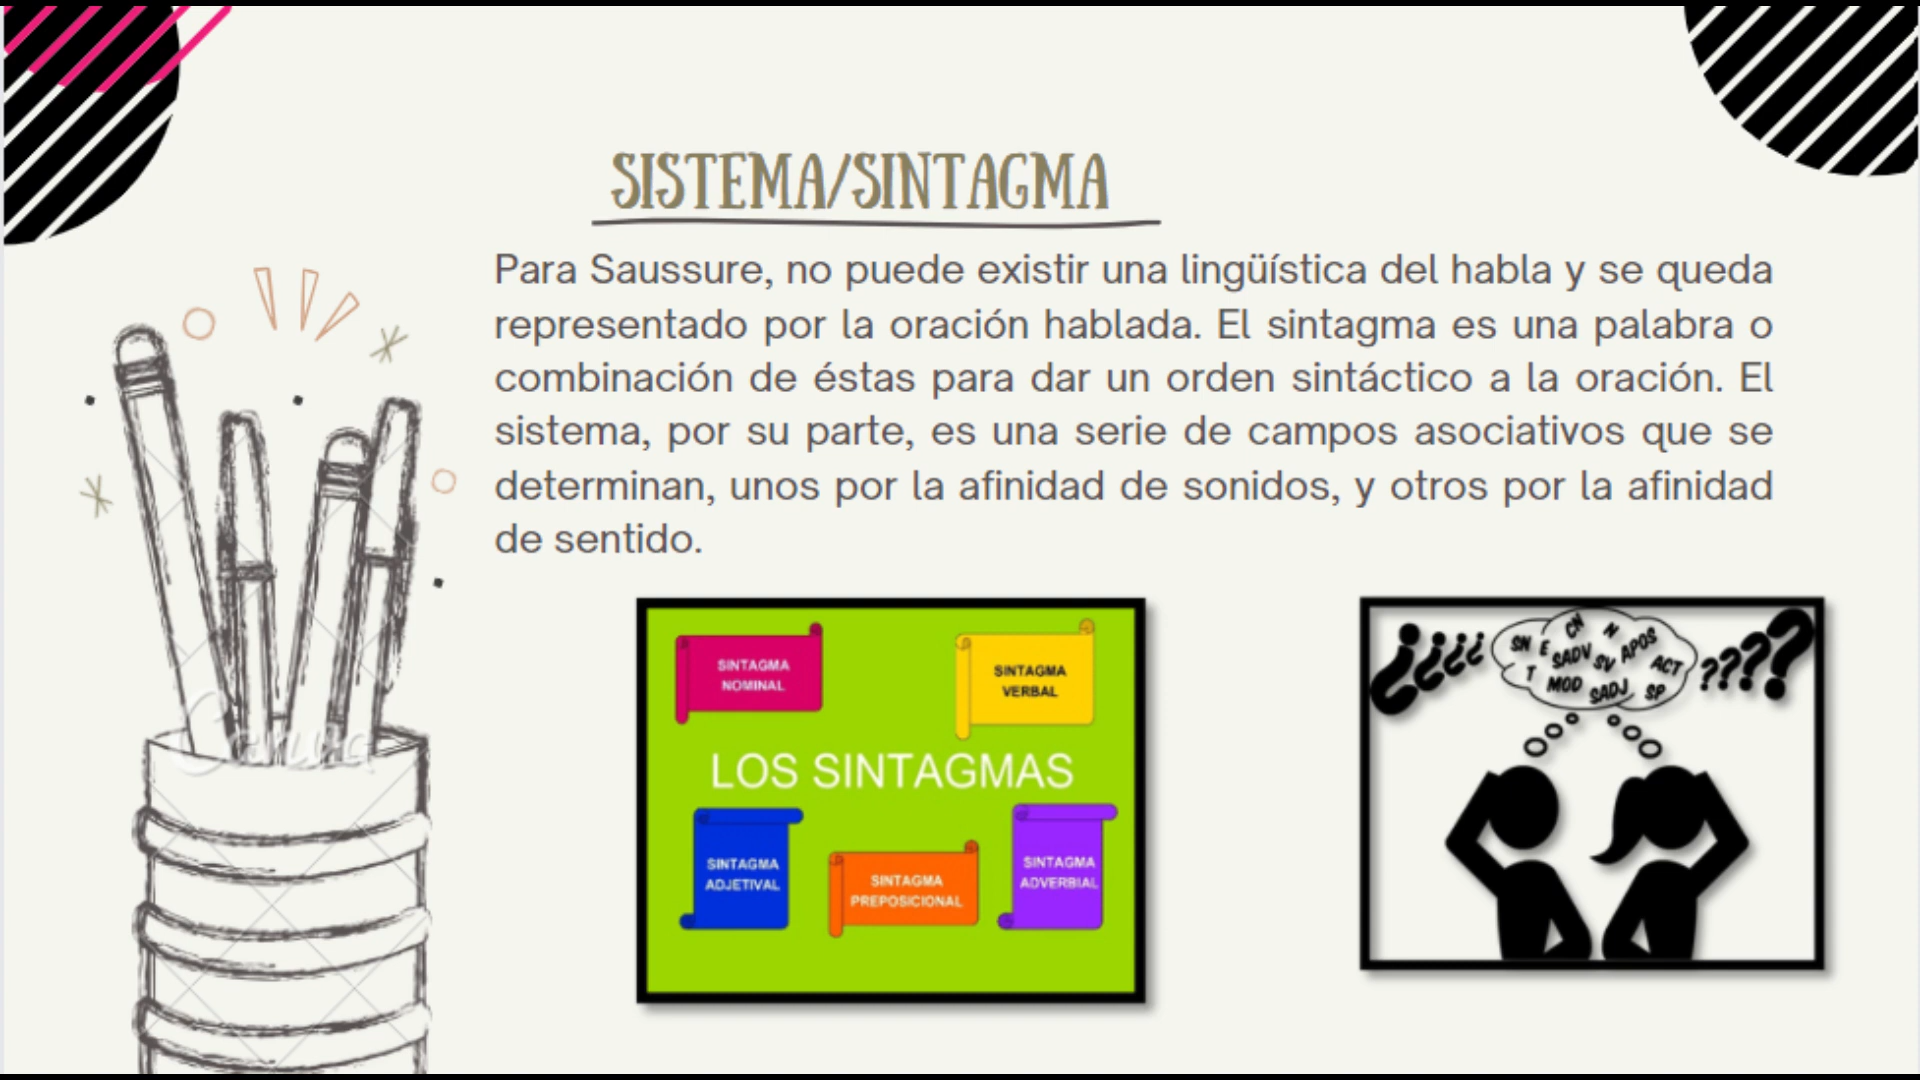 SISTEMA/SINTAGMA
Para Saussure, no puede existir una lingüística del habla y se queda
representado por la oración hablada. El sintagma es una palabra o
combinación de éstas para dar un orden sintáctico a la oración. El
sistema, por su parte, es una serie de campos asociativos que se
determinan, unos por la afinidad de sonidos, y otros por la afinidad
de sentido.
SINTAGMA
NOMINAL
SINTAGMA
VERBAL
LOS SINTAGMAS
SINTAGMA
ADJETIVAL
SINTAGMA
PREPOSICIONAL
SINTAGMA
ADVERBIAL
¿¿¿¿
SN E CN N
SADV SV APOS
T MOD SADJ SP ACT
????
Canva